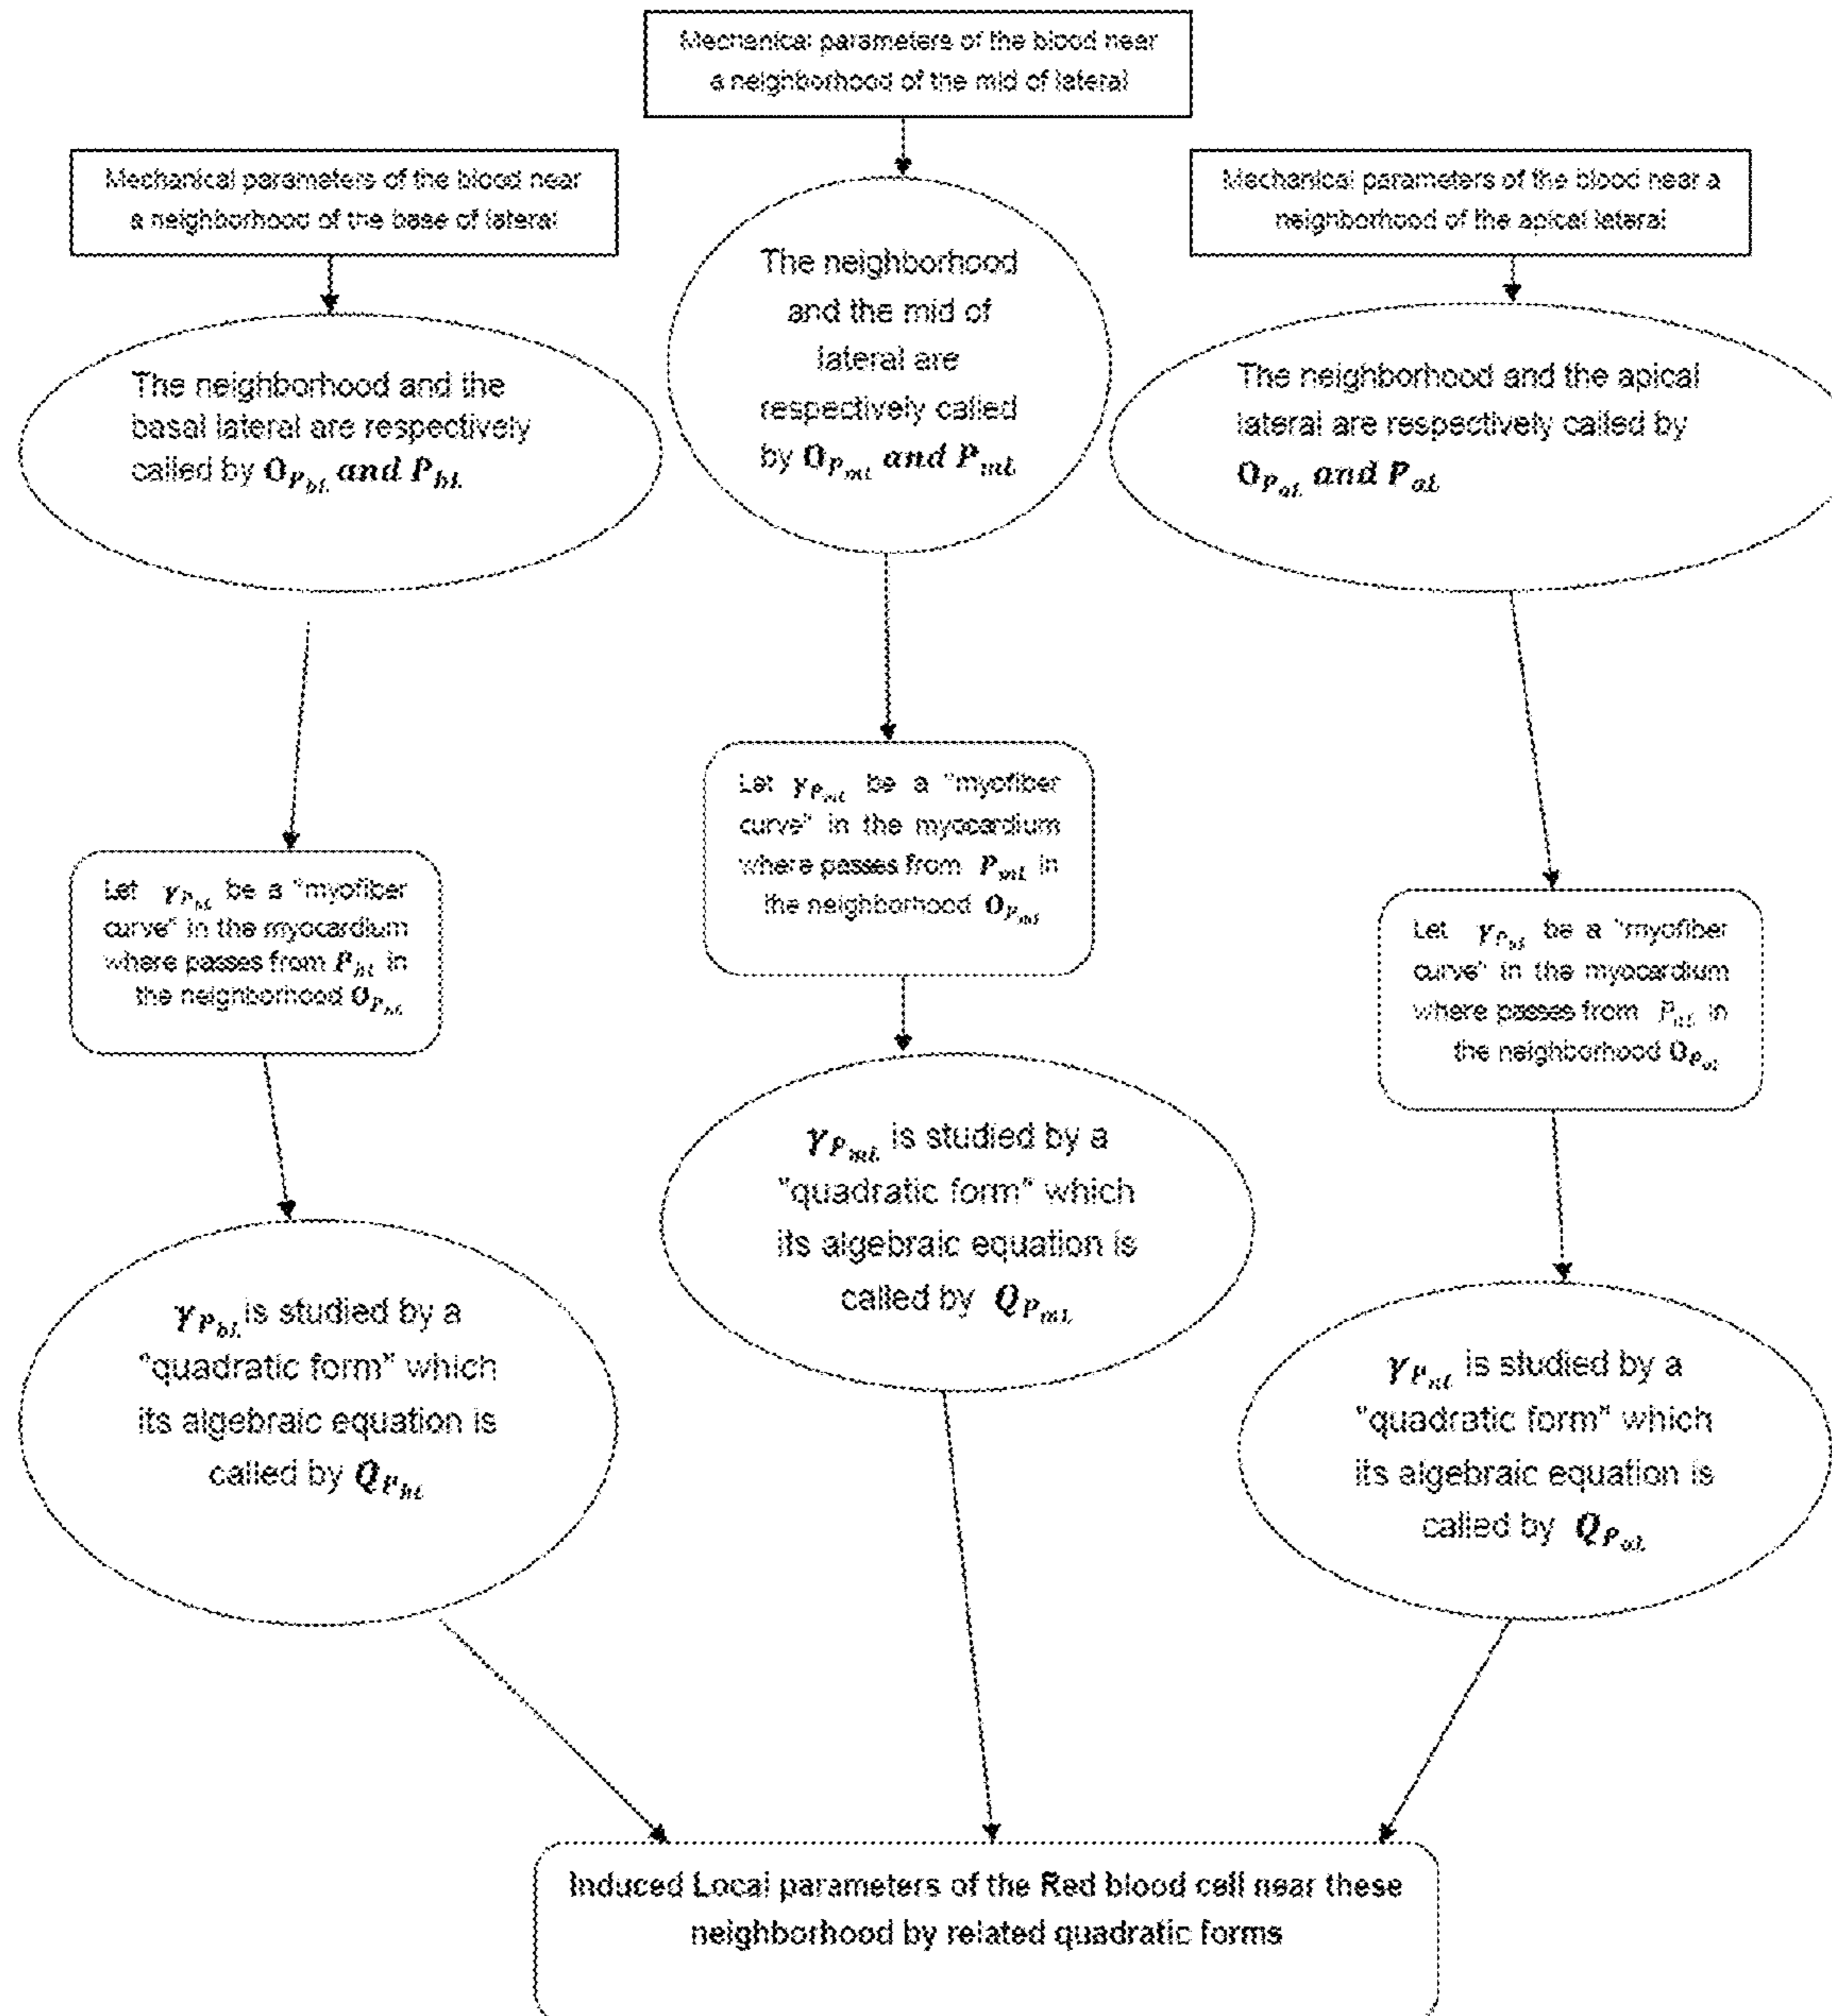 Mechanical parameters of the blood near
a neighborhood of the mid of lateral
Mechanical parameters of the blood near
a neighborhood of the base of lateral
Mechanical parameters of the blood near a
neighborhood of the apical lateral
The neighborhood
and the mid of
lateral are
respectively called
by O_{P_{mL}} and P_{mL}
The neighborhood and the
basal lateral are respectively
called by O_{P_{bL}} and P_{bL}
The neighborhood and the apical
lateral are respectively called by
O_{P_{aL}} and P_{aL}
Let γ_{P_{mL}} be a "myofiber
curve" in the myocardium
where passes from P_{mL} in
the neighborhood O_{P_{mL}}
Let γ_{P_{bL}} be a "myofiber
curve" in the myocardium
where passes from P_{bL} in
the neighborhood O_{P_{bL}}
Let γ_{P_{bL}} be a "myofiber
curve" in the myocardium
where passes from P_{aL} in
the neighborhood O_{P_{aL}}
γ_{P_{mL}} is studied by a
"quadratic form" which
its algebraic equation is
called by Q_{P_{mL}}
γ_{P_{bL}} is studied by a
"quadratic form" which
its algebraic equation is
called by Q_{P_{bL}}
γ_{P_{aL}} is studied by a
"quadratic form" which
its algebraic equation is
called by Q_{P_{aL}}
Induced Local parameters of the Red blood cell near these
neighborhood by related quadratic forms